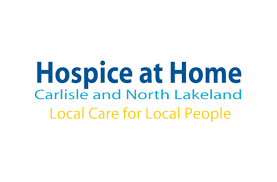 Hospice at Home
Carlisle and North Lakeland
Local Care for Local People